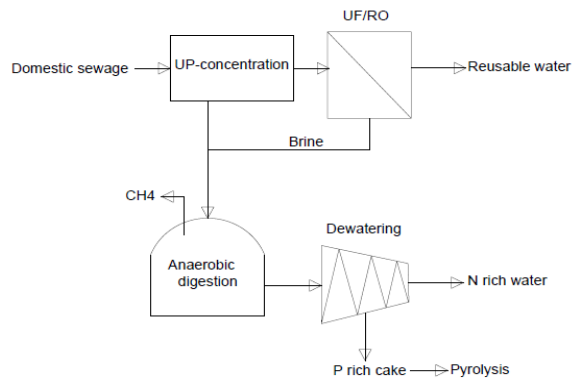 UF/RO
Domestic sewage
UP-concentration
Reusable water
Brine
CH4
Dewatering
Anaerobic
digestion
N rich water
P rich cake
Pyrolysis